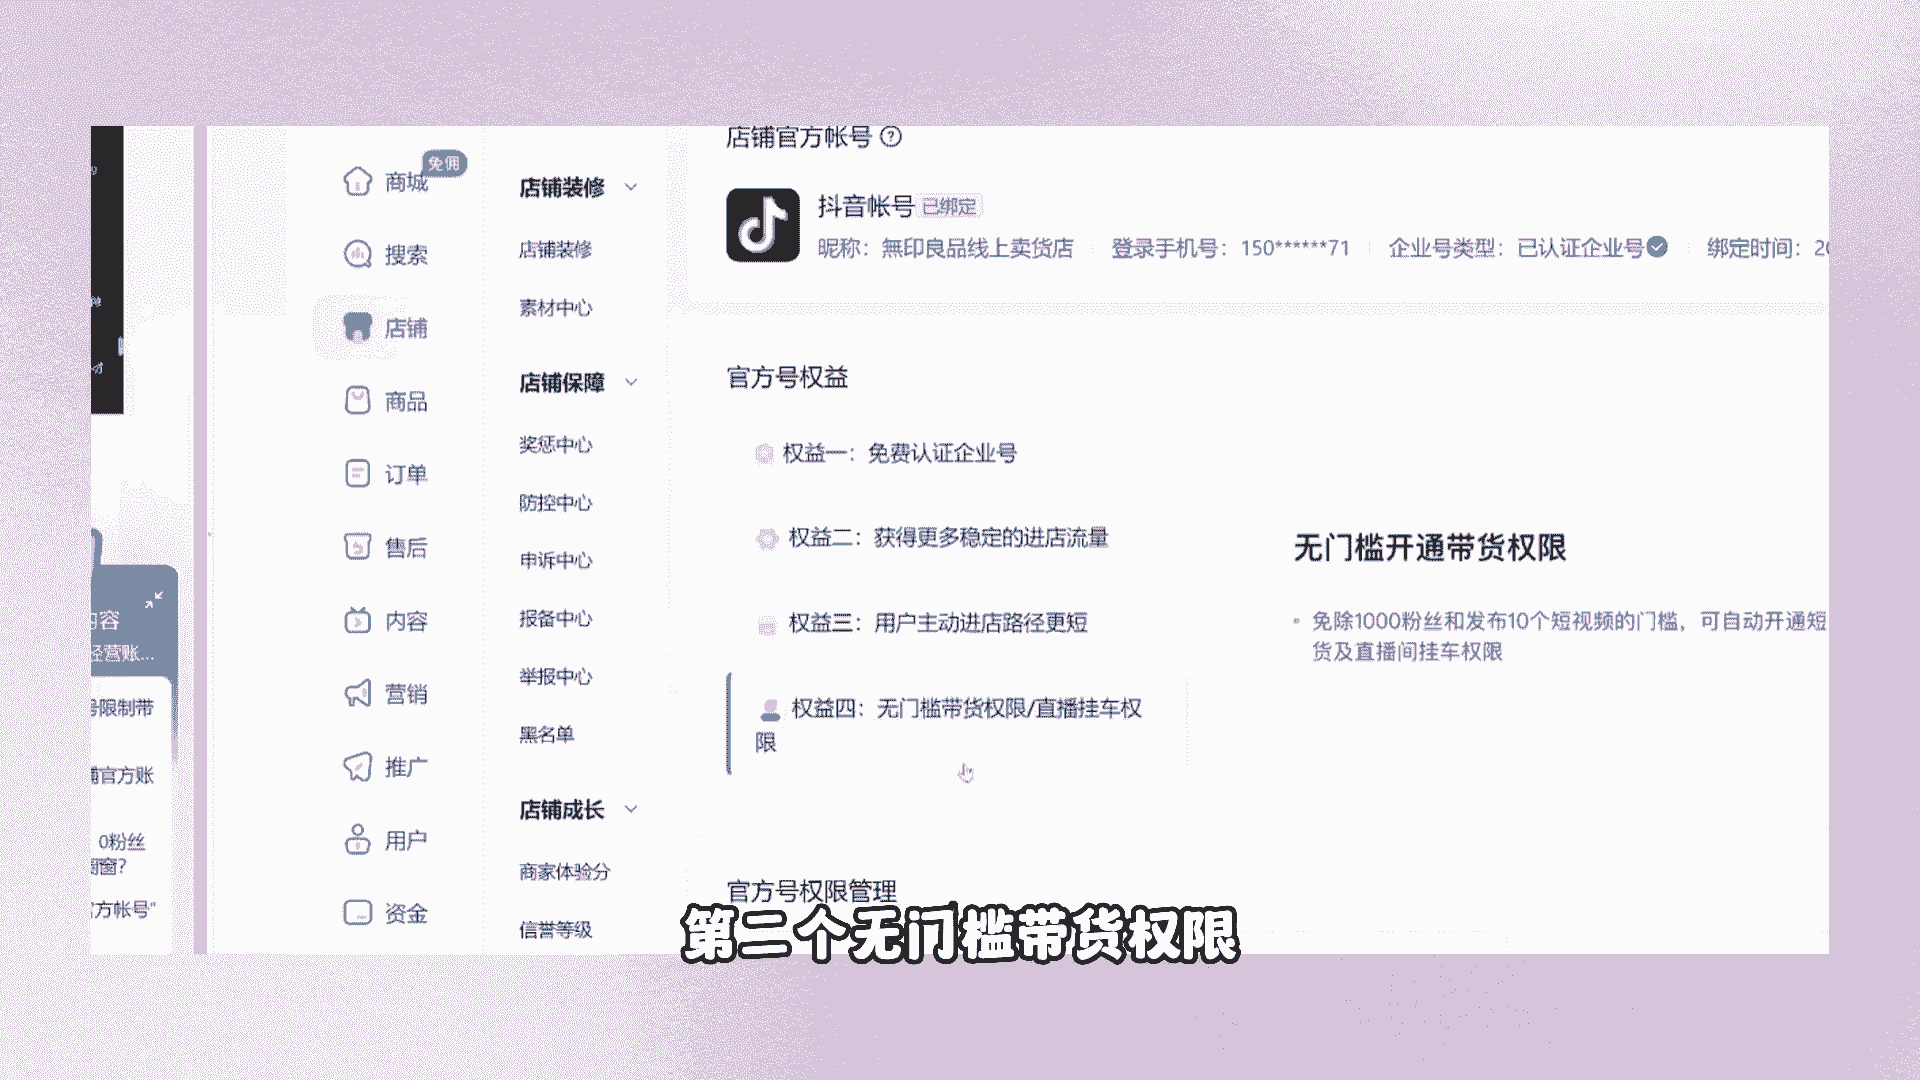 免佣
商城
搜索
店铺
商品
订单
售后
内容
营销
推广
用户
资金
店铺装修
店铺装修
素材中心
店铺保障
奖惩中心
防控中心
申诉中心
报备中心
举报中心
黑名单
店铺成长
商家体验分
信誉等级
店铺官方帐号
抖音帐号 已绑定
昵称：無印良品线上卖货店
登录手机号：150******71
企业号类型：已认证企业号
绑定时间：2
官方号权益
权益一：免费认证企业号
权益二：获得更多稳定的进店流量
权益三：用户主动进店路径更短
权益四：无门槛带货权限/直播挂车权
限
无门槛开通带货权限
免除1000粉丝和发布10个短视频的门槛，可自动开通短
货及直播间挂车权限
官方号权限管理
容
经营账...
号限制带
官方账
0粉丝
窗？
方帐号"
第二个无门槛带货权限